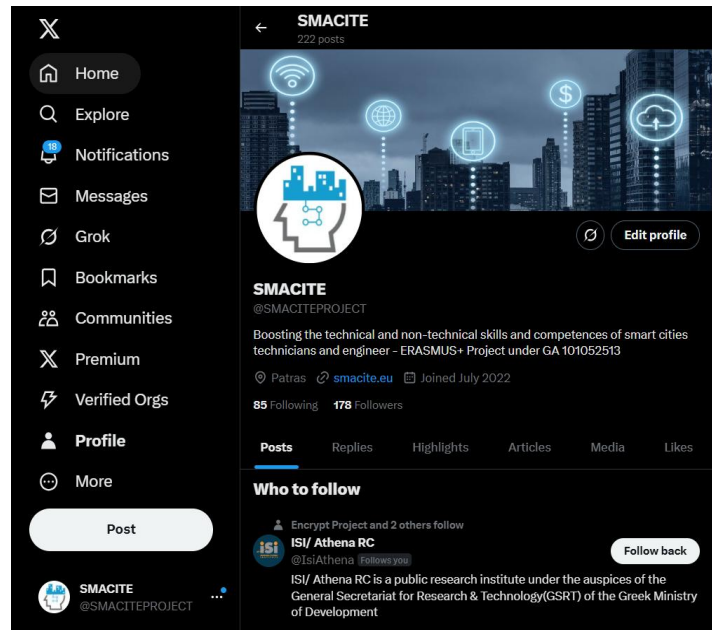 Home
Explore
18
Notifications
Messages
Grok
Bookmarks
Communities
Premium
Verified Orgs
Profile
More
Post
SMACITE
@SMACITEPROJECT
SMACITE
222 posts
$
Edit profile
SMACITE
@SMACITEPROJECT
Boosting the technical and non-technical skills and competences of smart cities
technicians and engineer - ERASMUS+ Project under GA 101052513
Patras smacite.eu Joined July 2022
85 Following 178 Followers
Posts Replies Highlights Articles Media Likes
Who to follow
Encrypt Project and 2 others follow
iSi
ISI/ Athena RC
@IsiAthena Follows you
Follow back
ISI/ Athena RC is a public research institute under the auspices of the
General Secretariat for Research & Technology(GSRT) of the Greek Ministry
of Development